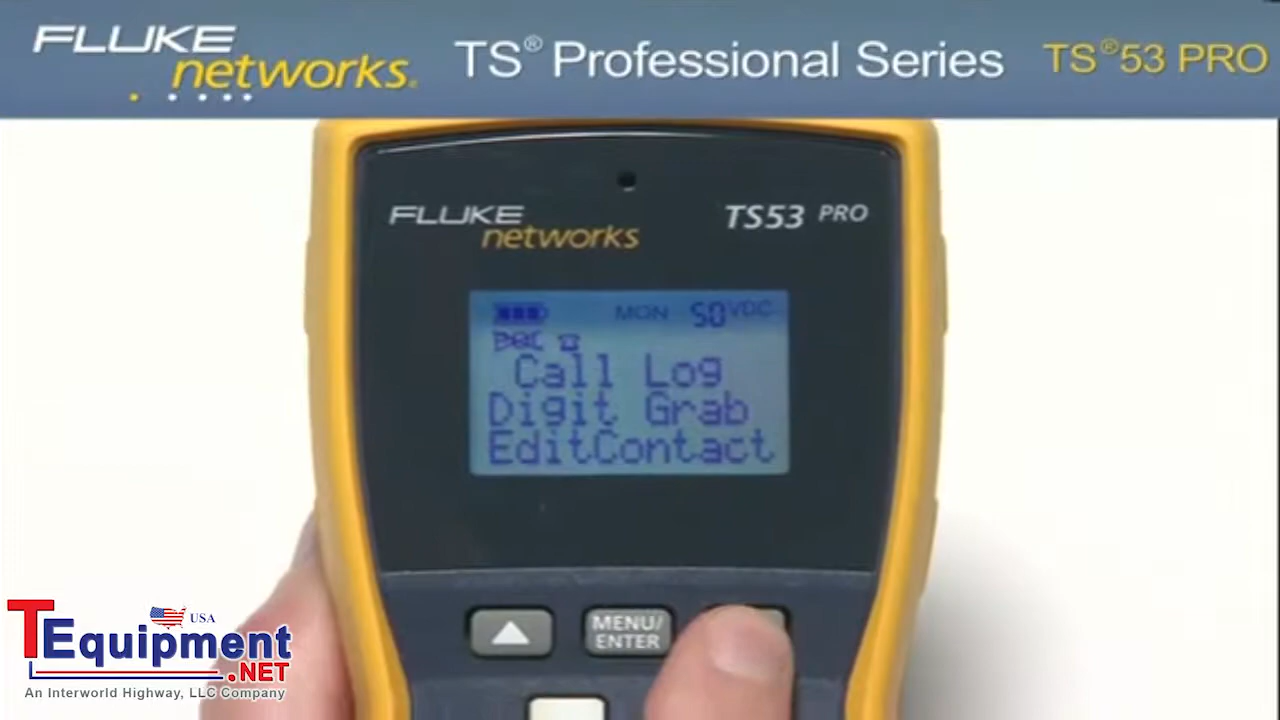 FLUKE networks® TS® Professional Series TS®53 PRO
FLUKE networks TS53 PRO
MON 50 VDC
Call Log
Digit Grab
EditContact
MENU/
ENTER
USA
TEquipment
.NET
An Interworld Highway, LLC Company